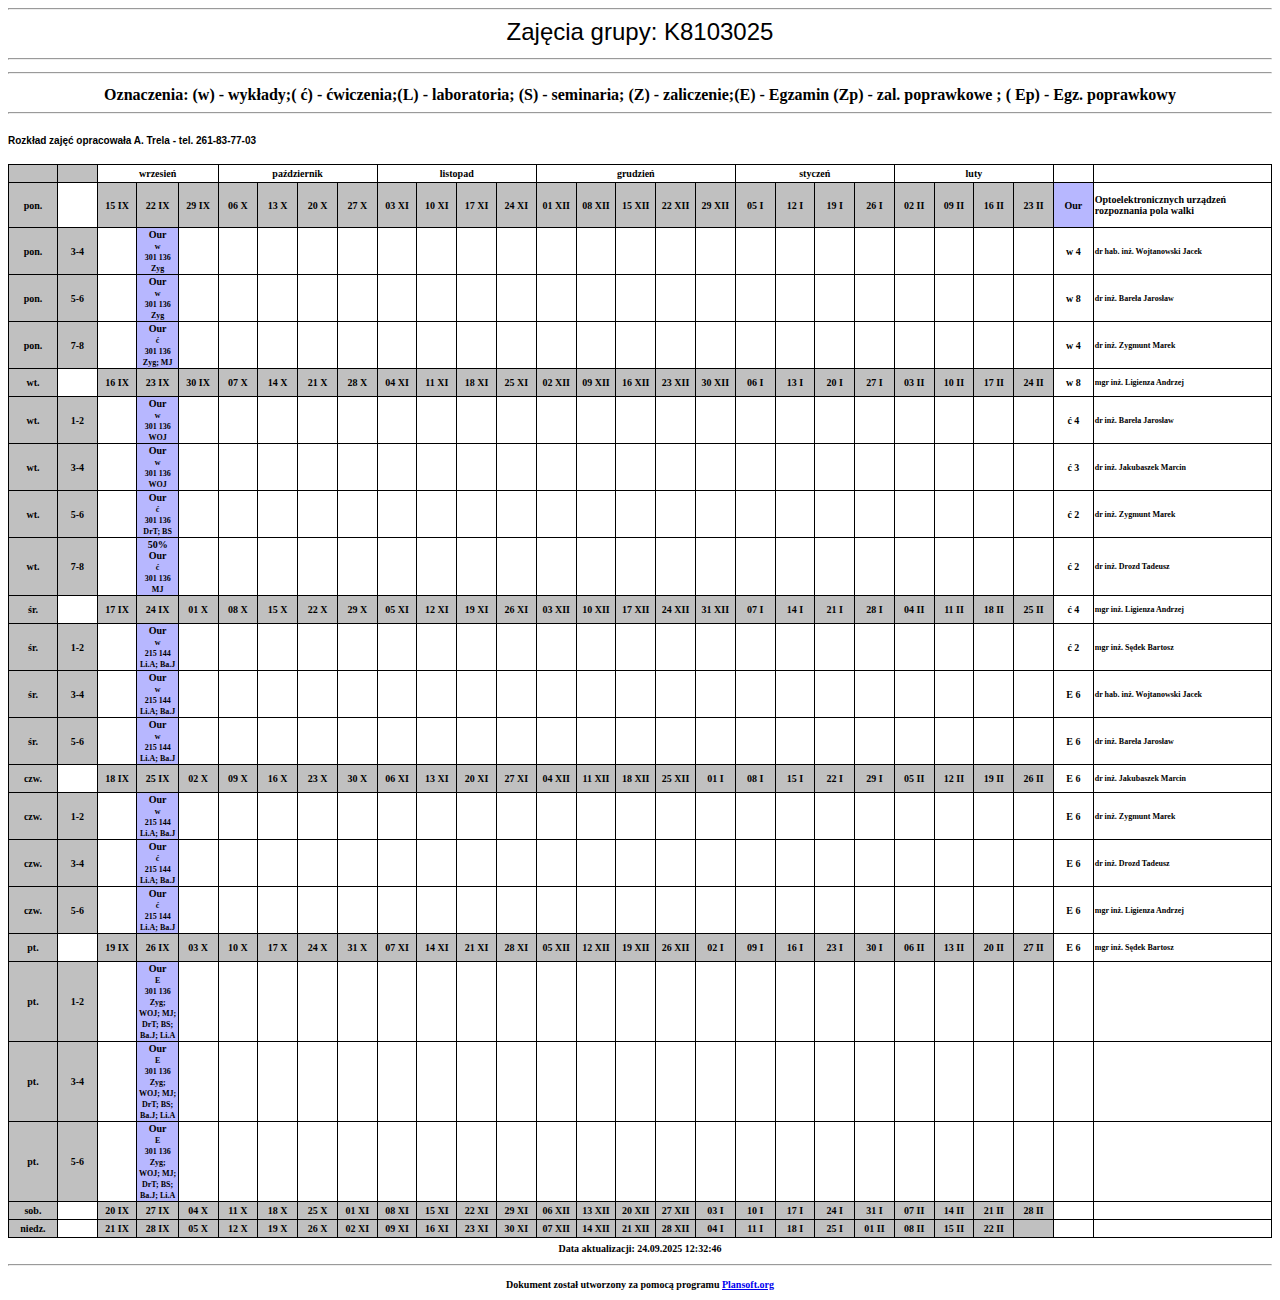 Zajęcia grupy: K8103025
Oznaczenia: (w) - wykłady;( ć) - ćwiczenia;(L) - laboratoria; (S) - seminaria; (Z) - zaliczenie;(E) - Egzamin (Zp) - zal. poprawkowe ; ( Ep) - Egz. poprawkowy
Rozkład zajęć opracowała A. Trela - tel. 261-83-77-03
wrzesień październik listopad grudzień styczeń luty
pon. 15 IX 22 IX 29 IX 06 X 13 X 20 X 27 X 03 XI 10 XI 17 XI 24 XI 01 XII 08 XII 15 XII 22 XII 29 XII 05 I 12 I 19 I 26 I 02 II 09 II 16 II 23 II Our Optoelektronicznych urządzeń
rozpoznania pola walki
pon. 3-4 Our
w
301 136
Zyg
w 4 dr hab. inż. Wojtanowski Jacek
pon. 5-6 Our
w
301 136
Zyg
w 8 dr inż. Bareła Jarosław
pon. 7-8 Our
ć
301 136
Zyg; MJ
w 4 dr inż. Zygmunt Marek
wt. 16 IX 23 IX 30 IX 07 X 14 X 21 X 28 X 04 XI 11 XI 18 XI 25 XI 02 XII 09 XII 16 XII 23 XII 30 XII 06 I 13 I 20 I 27 I 03 II 10 II 17 II 24 II w 8 mgr inż. Ligienza Andrzej
wt. 1-2 Our
w
301 136
WOJ
ć 4 dr inż. Bareła Jarosław
wt. 3-4 Our
w
301 136
WOJ
ć 3 dr inż. Jakubaszek Marcin
wt. 5-6 Our
ć
301 136
DrT; BS
ć 2 dr inż. Zygmunt Marek
wt. 7-8 50%
Our
ć
301 136
MJ
ć 2 dr inż. Drozd Tadeusz
śr. 17 IX 24 IX 01 X 08 X 15 X 22 X 29 X 05 XI 12 XI 19 XI 26 XI 03 XII 10 XII 17 XII 24 XII 31 XII 07 I 14 I 21 I 28 I 04 II 11 II 18 II 25 II ć 4 mgr inż. Ligienza Andrzej
śr. 1-2 Our
w
215 144
Li.A; Ba.J
ć 2 mgr inż. Sędek Bartosz
śr. 3-4 Our
w
215 144
Li.A; Ba.J
E 6 dr hab. inż. Wojtanowski Jacek
śr. 5-6 Our
w
215 144
Li.A; Ba.J
E 6 dr inż. Bareła Jarosław
czw. 18 IX 25 IX 02 X 09 X 16 X 23 X 30 X 06 XI 13 XI 20 XI 27 XI 04 XII 11 XII 18 XII 25 XII 01 I 08 I 15 I 22 I 29 I 05 II 12 II 19 II 26 II E 6 dr inż. Jakubaszek Marcin
czw. 1-2 Our
w
215 144
Li.A; Ba.J
E 6 dr inż. Zygmunt Marek
czw. 3-4 Our
ć
215 144
Li.A; Ba.J
E 6 dr inż. Drozd Tadeusz
czw. 5-6 Our
ć
215 144
Li.A; Ba.J
E 6 mgr inż. Ligienza Andrzej
pt. 19 IX 26 IX 03 X 10 X 17 X 24 X 31 X 07 XI 14 XI 21 XI 28 XI 05 XII 12 XII 19 XII 26 XII 02 I 09 I 16 I 23 I 30 I 06 II 13 II 20 II 27 II E 6 mgr inż. Sędek Bartosz
pt. 1-2 Our
E
301 136
Zyg;
WOJ; MJ;
DrT; BS;
Ba.J; Li.A
pt. 3-4 Our
E
301 136
Zyg;
WOJ; MJ;
DrT; BS;
Ba.J; Li.A
pt. 5-6 Our
E
301 136
Zyg;
WOJ; MJ;
DrT; BS;
Ba.J; Li.A
sob. 20 IX 27 IX 04 X 11 X 18 X 25 X 01 XI 08 XI 15 XI 22 XI 29 XI 06 XII 13 XII 20 XII 27 XII 03 I 10 I 17 I 24 I 31 I 07 II 14 II 21 II 28 II
niedz. 21 IX 28 IX 05 X 12 X 19 X 26 X 02 XI 09 XI 16 XI 23 XI 30 XI 07 XII 14 XII 21 XII 28 XII 04 I 11 I 18 I 25 I 01 II 08 II 15 II 22 II
Data aktualizacji: 24.09.2025 12:32:46
Dokument został utworzony za pomocą programu Plansoft.org